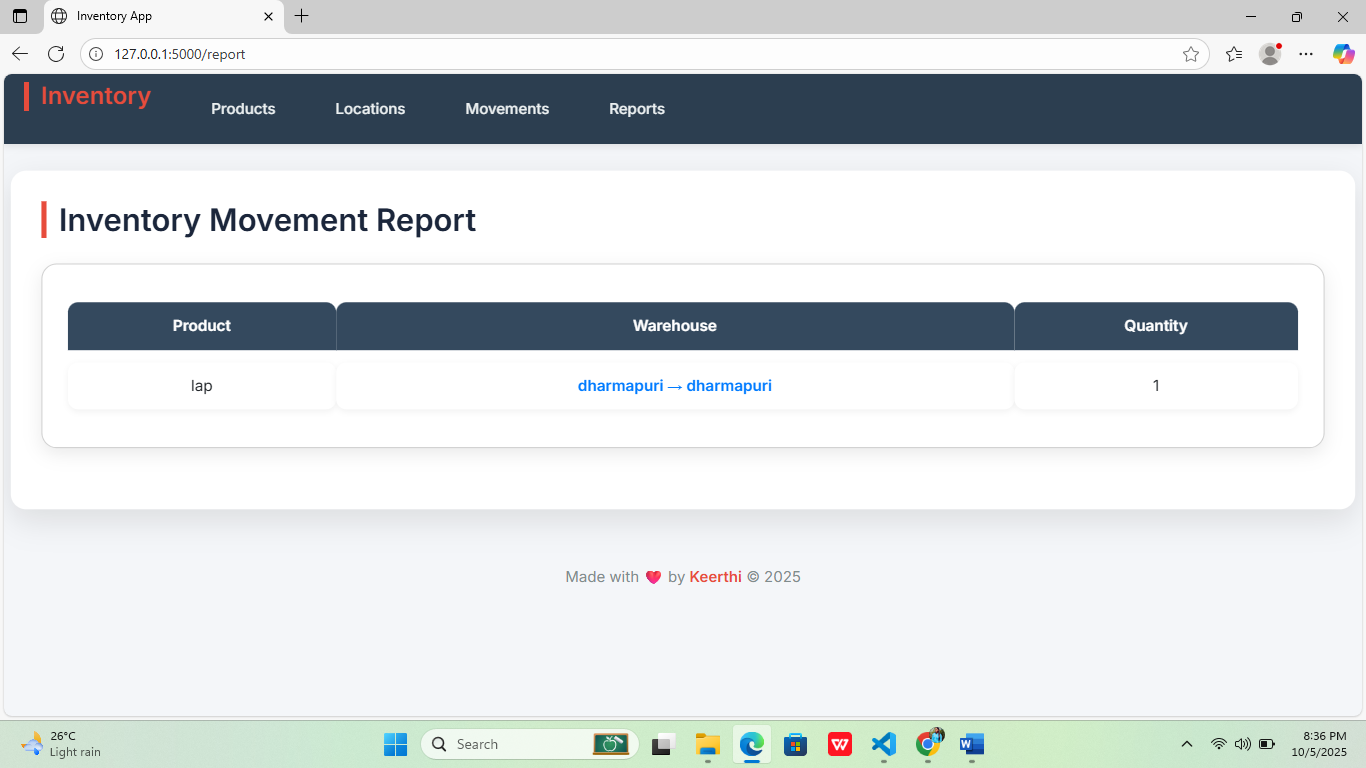 Inventory App
127.0.0.1:5000/report
Inventory
Products Locations Movements Reports
Inventory Movement Report
Product Warehouse Quantity
lap dharmapuri → dharmapuri 1
Made with ❤️ by Keerthi © 2025
26°C
Light rain
Search
8:36 PM
10/5/2025